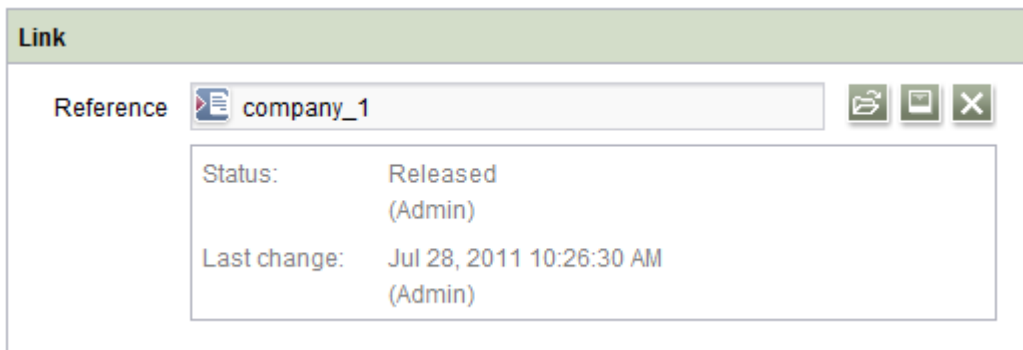 Link
Reference company_1
Status: Released
(Admin)
Last change: Jul 28, 2011 10:26:30 AM
(Admin)